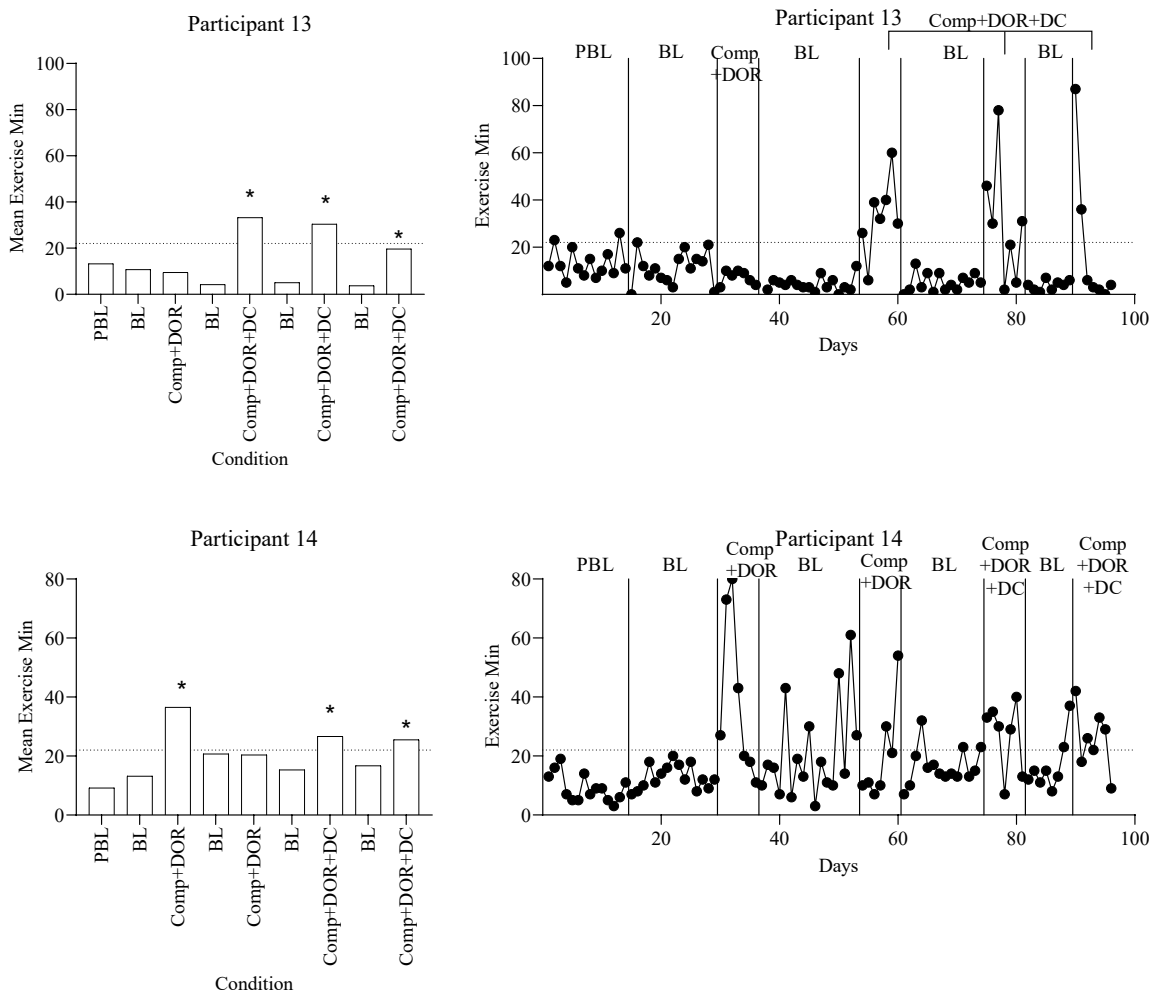 Participant 13
Mean Exercise Min
100
80
60
40
20
0
*
*
*
PBL
BL
Comp+DOR
BL
Comp+DOR+DC
BL
Comp+DOR+DC
BL
Comp+DOR+DC
Condition
Participant 13
Comp+DOR+DC
PBL
BL
Comp
+DOR
BL
BL
BL
Exercise Min
100
80
60
40
20
20
40
60
80
100
Days
Participant 14
Mean Exercise Min
80
60
40
20
0
*
*
*
PBL
BL
Comp+DOR
BL
Comp+DOR
BL
Comp+DOR+DC
BL
Comp+DOR+DC
Condition
Participant 14
PBL
BL
Comp
+DOR
BL
Comp
+DOR
BL
Comp
+DOR
+DC
BL
Comp
+DOR
+DC
Exercise Min
80
60
40
20
0
20
40
60
80
100
Days